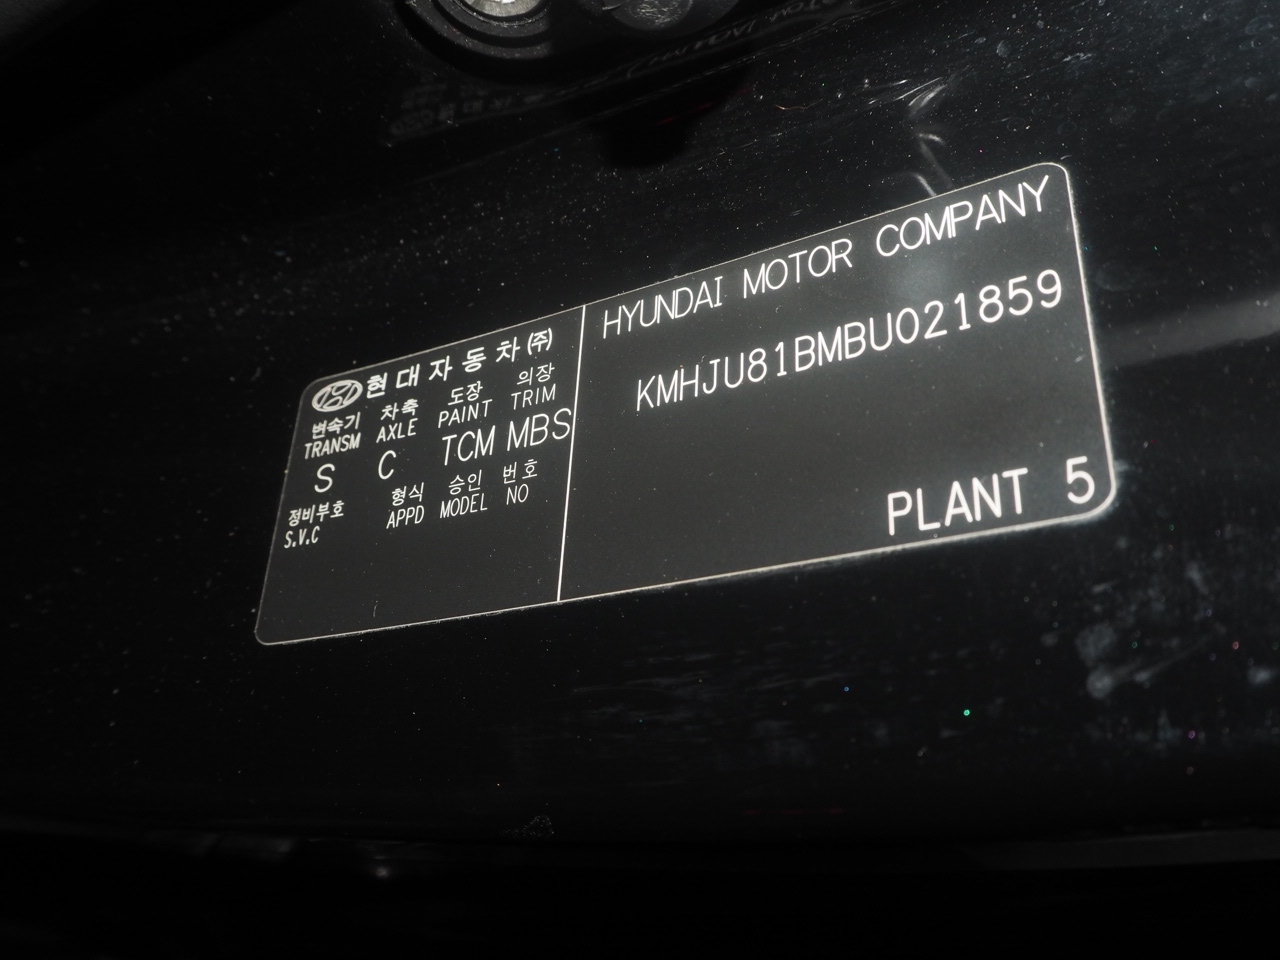 현대자동차(주)
변속기 차축 도장 의장
TRANSM AXLE PAINT TRIM
S C TCM MBS
정비부호 형식 승인 번호
S.V.C APPD MODEL NO
HYUNDAI MOTOR COMPANY
KMHJU81BMBU021859
PLANT 5